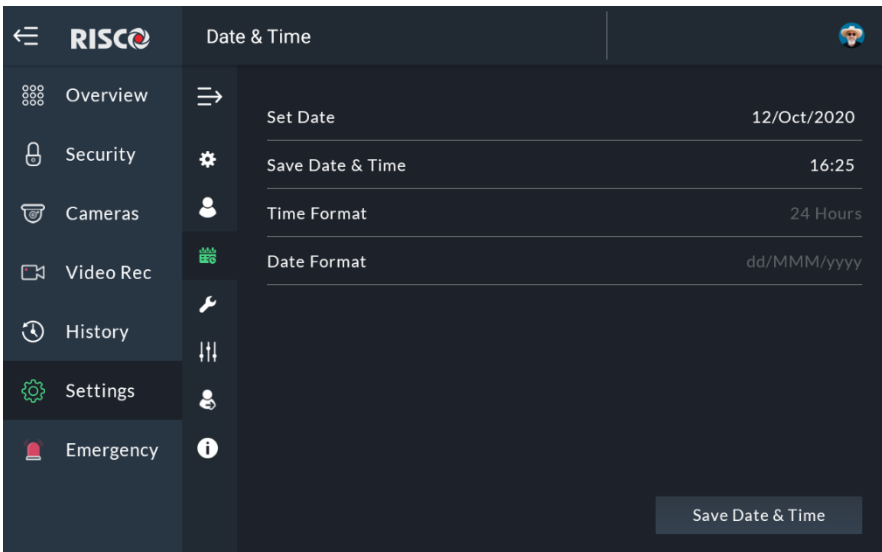 RISCO
Date & Time
Overview
Security
Cameras
Video Rec
History
Settings
Emergency
Set Date 12/Oct/2020
Save Date & Time 16:25
Time Format 24 Hours
Date Format dd/MMM/yyyy
Save Date & Time